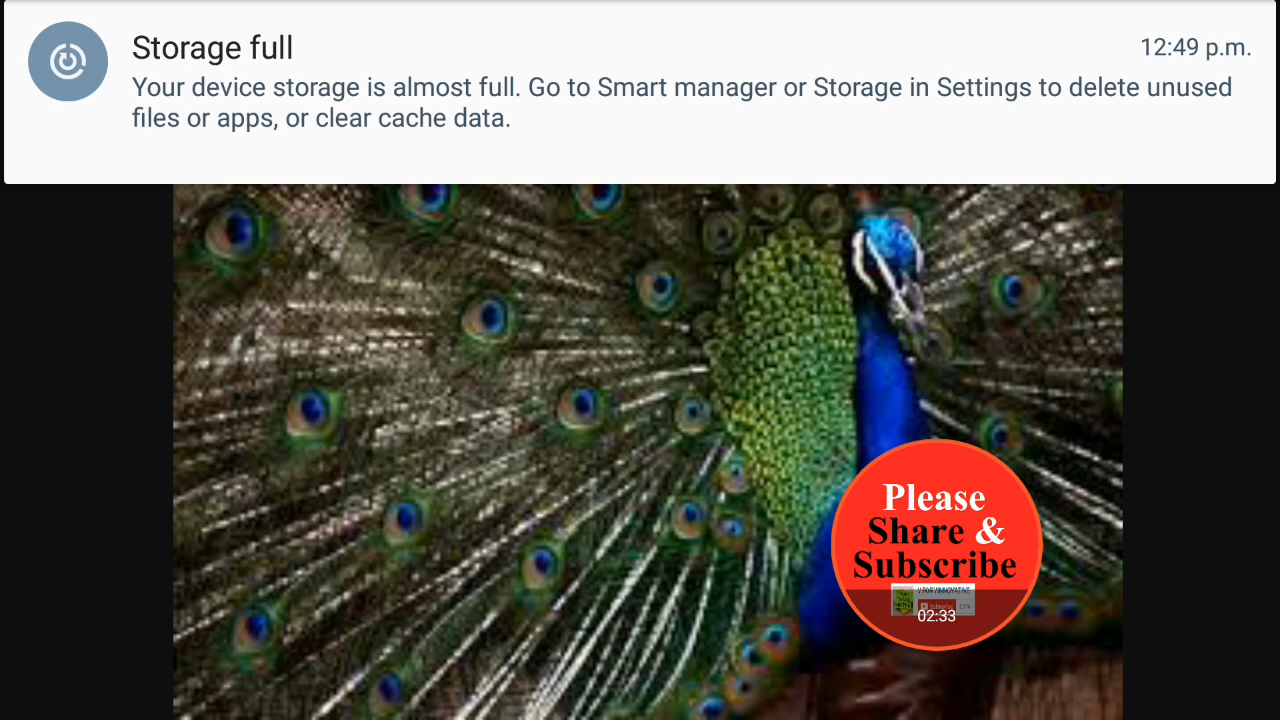 Storage full
12:49 p.m.
Your device storage is almost full. Go to Smart manager or Storage in Settings to delete unused
files or apps, or clear cache data.
Please
Share &
Subscribe
02:33